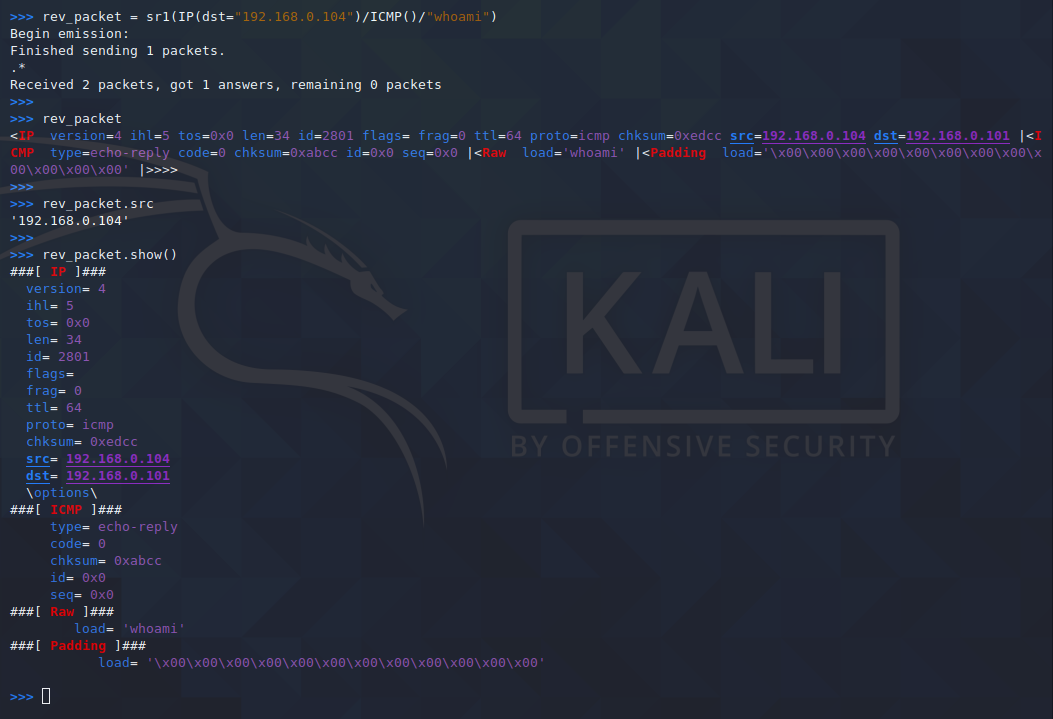 >>> rev_packet = sr1(IP(dst="192.168.0.104")/ICMP()/"whoami")
Begin emission:
Finished sending 1 packets.
.*
Received 2 packets, got 1 answers, remaining 0 packets
>>>
>>> rev_packet
<IP  version=4 ihl=5 tos=0x0 len=34 id=2801 flags= frag=0 ttl=64 proto=icmp chksum=0xedcc src=192.168.0.104 dst=192.168.0.101 |<I
CMP  type=echo-reply code=0 chksum=0xabcc id=0x0 seq=0x0 |<Raw  load='whoami' |<Padding  load='\x00\x00\x00\x00\x00\x00\x00\x00\x
00\x00\x00\x00' |>>>>
>>>
>>> rev_packet.src
'192.168.0.104'
>>>
>>> rev_packet.show()
###[ IP ]###
  version= 4
  ihl= 5
  tos= 0x0
  len= 34
  id= 2801
  flags=
  frag= 0
  ttl= 64
  proto= icmp
  chksum= 0xedcc
  src= 192.168.0.104
  dst= 192.168.0.101
  \options\
###[ ICMP ]###
     type= echo-reply
     code= 0
     chksum= 0xabcc
     id= 0x0
     seq= 0x0
###[ Raw ]###
        load= 'whoami'
###[ Padding ]###
           load= '\x00\x00\x00\x00\x00\x00\x00\x00\x00\x00\x00\x00'
>>>
KALI
BY OFFENSIVE SECURITY